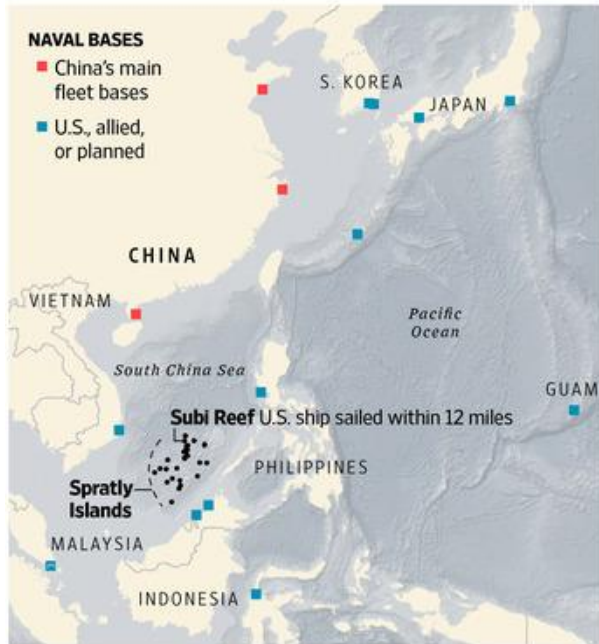 NAVAL BASES
China's main
fleet bases
U.S., allied,
or planned
S. KOREA
JAPAN
CHINA
VIETNAM
Pacific
Ocean
South China Sea
GUAM
Subi Reef U.S. ship sailed within 12 miles
PHILIPPINES
Spratly
Islands
MALAYSIA
INDONESIA